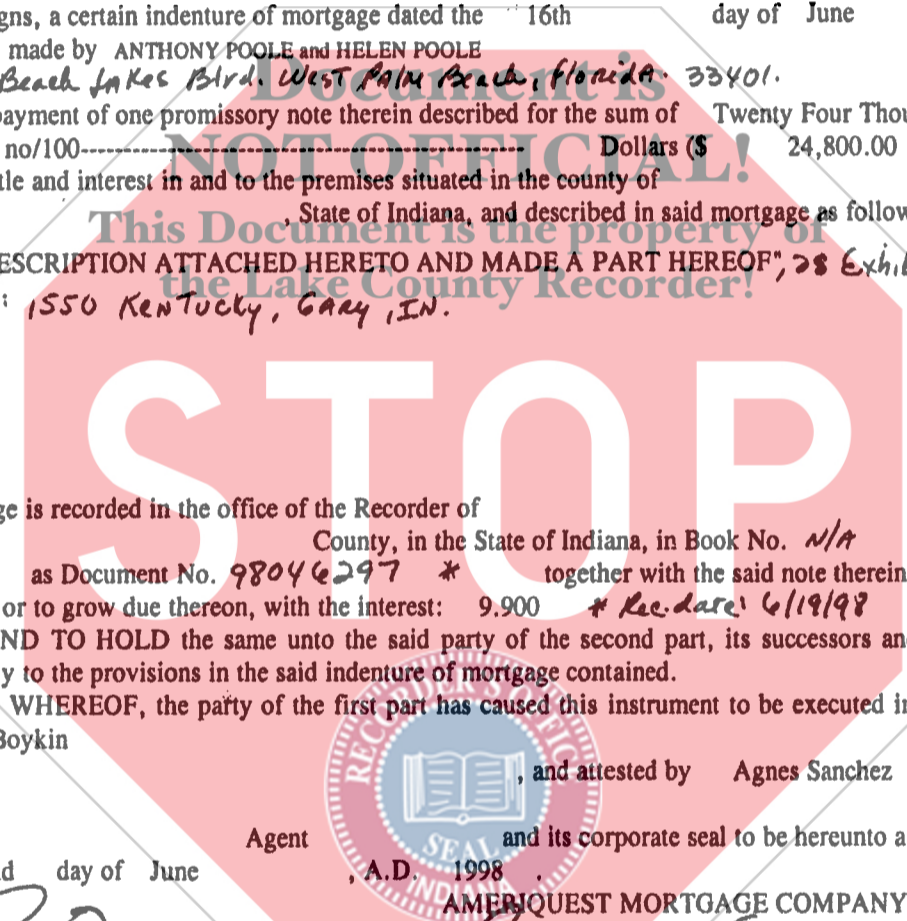 gns, a certain indenture of mortgage dated the 16th day of June
made by ANTHONY POOLE and HELEN POOLE
Beach Lakes Blvd. West Palm Beach, Florida. 33401.
Document is
payment of one promissory note therein described for the sum of Twenty Four Thou
no/100-------------------------------------------------- Dollars ($ 24,800.00
NOT OFFICIAL!
tle and interest in and to the premises situated in the county of
, State of Indiana, and described in said mortgage as follow
This Document is the property of
ESCRIPTION ATTACHED HERETO AND MADE A PART HEREOF", as Exhib
the Lake County Recorder!
: 1550 Kentucky, Gary, IN.
STOP
ge is recorded in the office of the Recorder of
County, in the State of Indiana, in Book No. N/A
as Document No. 98046297 * together with the said note therein
or to grow due thereon, with the interest: 9.900 * Rec. date: 6/19/98
ND TO HOLD the same unto the said party of the second part, its successors an
y to the provisions in the said indenture of mortgage contained.
WHEREOF, the party of the first part has caused this instrument to be executed in
Boykin
, and attested by Agnes Sanchez
Agent and its corporate seal to be hereunto a
d day of June , A.D. 1998 .
AMERIQUEST MORTGAGE COMPANY
RECORDER'S OFFIC
SEAL
INDIANA